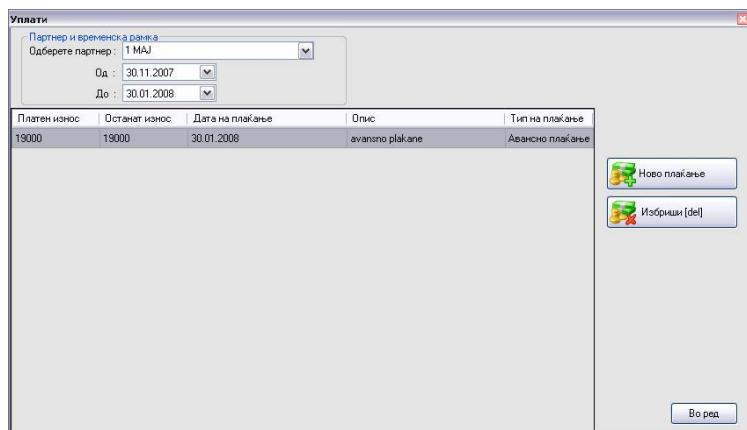 Уплати
Партнер и временска рамка
Одберете партнер : 1 MAJ
Од : 30.11.2007
До : 30.01.2008
Платен износ Останат износ Дата на плаќање Опис Тип на плаќање
19000 19000 30.01.2008 avansno plakane Авансно плаќање
Ново плаќање
Избриши [del]
Во ред